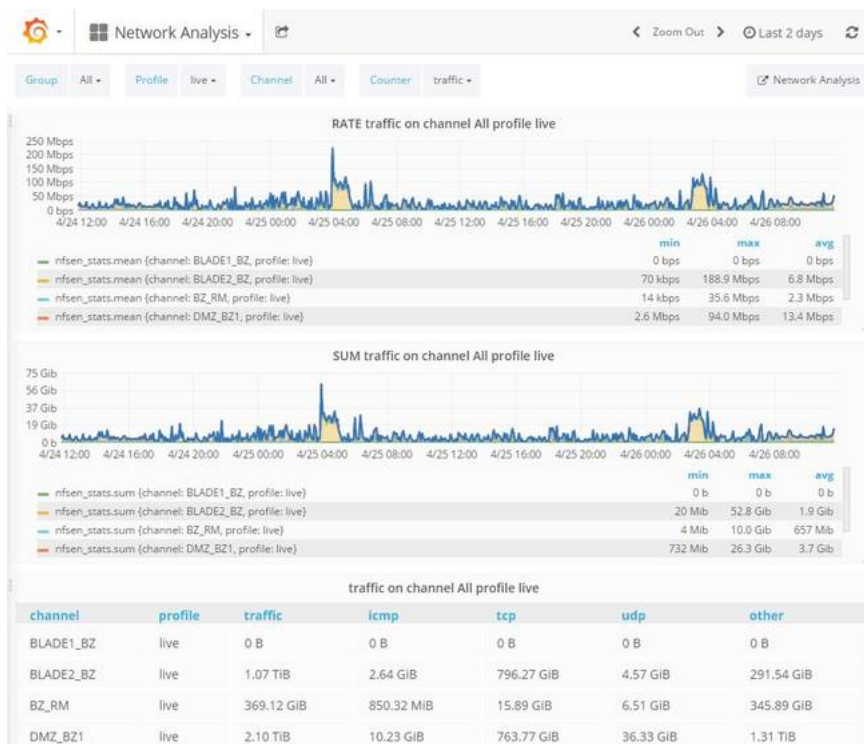 Network Analysis
Zoom Out Last 2 days
Group All Profile live Channel All Counter traffic Network Analysis
RATE traffic on channel All profile live
250 Mbps
200 Mbps
150 Mbps
100 Mbps
50 Mbps
0 bps
4/24 12:00 4/24 16:00 4/24 20:00 4/25 00:00 4/25 04:00 4/25 08:00 4/25 12:00 4/25 16:00 4/25 20:00 4/26 00:00 4/26 04:00 4/26 08:00
min max avg
nfsen_stats.mean {channel: BLADE1_BZ, profile: live} 0 bps 0 bps 0 bps
nfsen_stats.mean {channel: BLADE2_BZ, profile: live} 70 kbps 188.9 Mbps 6.8 Mbps
nfsen_stats.mean {channel: BZ_RM, profile: live} 14 kbps 35.6 Mbps 2.3 Mbps
nfsen_stats.mean {channel: DMZ_BZ1, profile: live} 2.6 Mbps 94.0 Mbps 13.4 Mbps
SUM traffic on channel All profile live
75 Gib
56 Gib
37 Gib
19 Gib
0 b
4/24 12:00 4/24 16:00 4/24 20:00 4/25 00:00 4/25 04:00 4/25 08:00 4/25 12:00 4/25 16:00 4/25 20:00 4/26 00:00 4/26 04:00 4/26 08:00
min max avg
nfsen_stats.sum {channel: BLADE1_BZ, profile: live} 0 b 0 b 0 b
nfsen_stats.sum {channel: BLADE2_BZ, profile: live} 20 Mib 52.8 Gib 1.9 Gib
nfsen_stats.sum {channel: BZ_RM, profile: live} 4 Mib 10.0 Gib 657 Mib
nfsen_stats.sum {channel: DMZ_BZ1, profile: live} 732 Mib 26.3 Gib 3.7 Gib
traffic on channel All profile live
channel profile traffic icmp tcp udp other
BLADE1_BZ live 0 B 0 B 0 B 0 B 0 B
BLADE2_BZ live 1.07 TiB 2.64 GiB 796.27 GiB 4.57 GiB 291.54 GiB
BZ_RM live 369.12 GiB 850.32 MiB 15.89 GiB 6.51 GiB 345.89 GiB
DMZ_BZ1 live 2.10 TiB 10.23 GiB 763.77 GiB 36.33 GiB 1.31 TiB